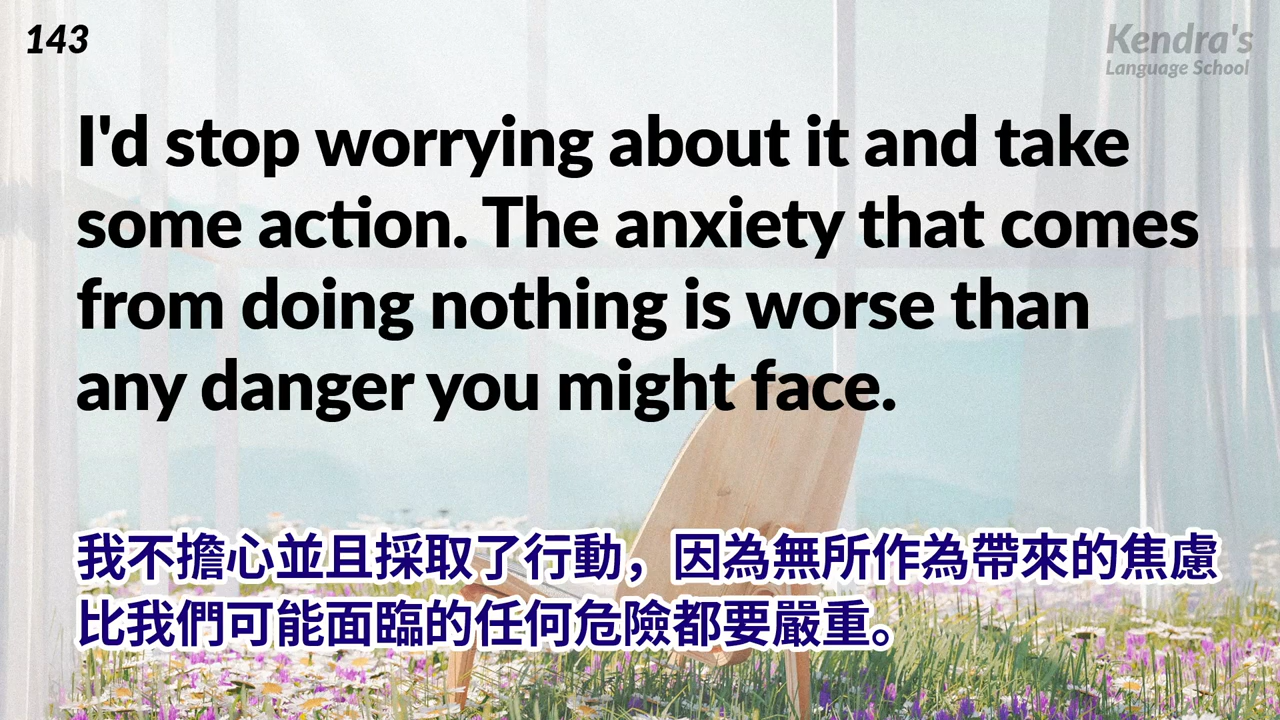 143
Kendra's
Language School
I'd stop worrying about it and take
some action. The anxiety that comes
from doing nothing is worse than
any danger you might face.
我不擔心並且採取了行動，因為無所作為帶來的焦慮
比我們可能面臨的任何危險都要嚴重。